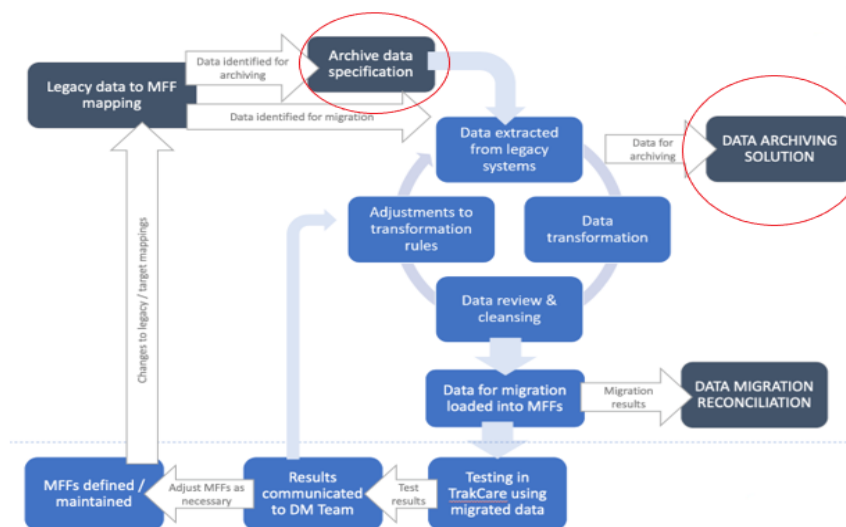 Data identified for
archiving
Archive data
specification
Legacy data to MFF
mapping
Data identified for migration
Data extracted
from legacy
systems
Data for
archiving
DATA ARCHIVING
SOLUTION
Adjustments to
transformation
rules
Data
transformation
Data review &
cleansing
Changes to legacy / target mappings
Data for migration
loaded into MFFs
Migration
results
DATA MIGRATION
RECONCILIATION
MFFs defined /
maintained
Adjust MFFs as
necessary
Results
communicated
to DM Team
Test
results
Testing in
TrakCare using
migrated data